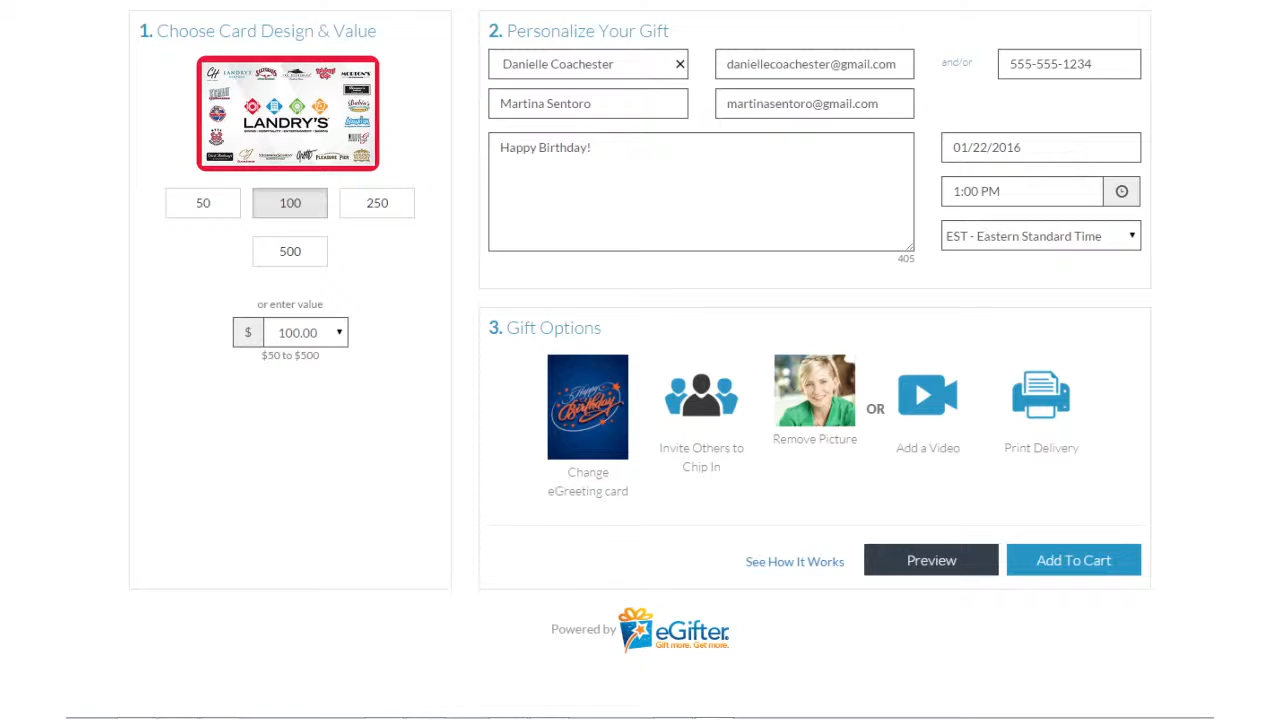 1. Choose Card Design & Value
LANDRY'S
50
100
250
500
or enter value
$
100.00
$50 to $500
2. Personalize Your Gift
Danielle Coachester
daniellecoachester@gmail.com
and/or
555-555-1234
Martina Sentoro
martinasentoro@gmail.com
Happy Birthday!
405
01/22/2016
1:00 PM
EST - Eastern Standard Time
3. Gift Options
Happy
Birthday
Change
eGreeting card
Invite Others to
Chip In
Remove Picture
OR
Add a Video
Print Delivery
See How It Works
Preview
Add To Cart
Powered by
eGifter
Gift more. Get more.